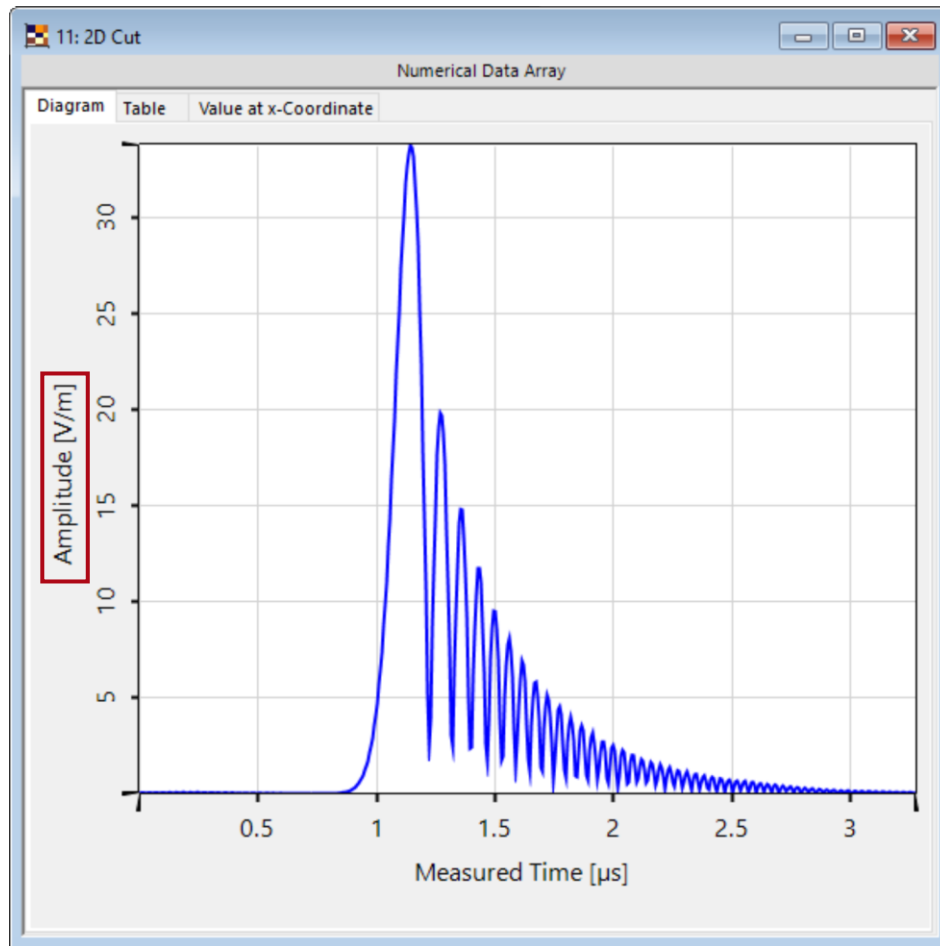 11: 2D Cut
Numerical Data Array
Diagram Table Value at x-Coordinate
30
25
20
15
10
5
Amplitude [V/m]
0.5 1 1.5 2 2.5 3
Measured Time [µs]